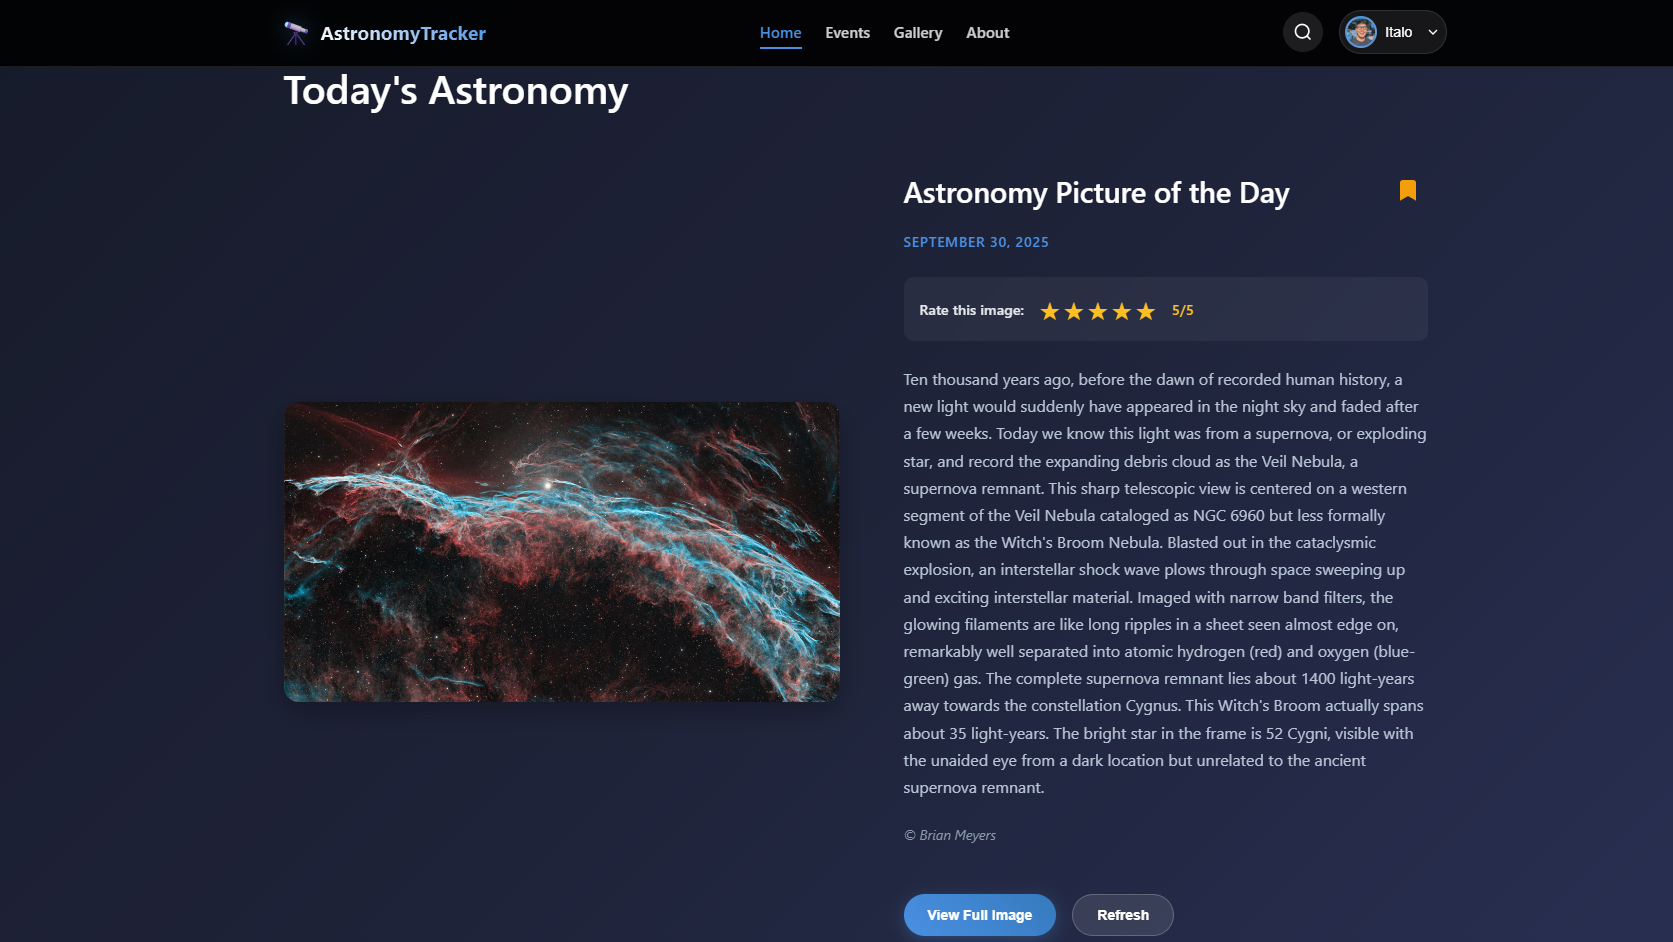 AstronomyTracker
Home Events Gallery About
Italo
Today's Astronomy
Astronomy Picture of the Day
SEPTEMBER 30, 2025
Rate this image: ★★★★★ 5/5
Ten thousand years ago, before the dawn of recorded human history, a
new light would suddenly have appeared in the night sky and faded after
a few weeks. Today we know this light was from a supernova, or exploding
star, and record the expanding debris cloud as the Veil Nebula, a
supernova remnant. This sharp telescopic view is centered on a western
segment of the Veil Nebula cataloged as NGC 6960 but less formally
known as the Witch's Broom Nebula. Blasted out in the cataclysmic
explosion, an interstellar shock wave plows through space sweeping up
and exciting interstellar material. Imaged with narrow band filters, the
glowing filaments are like long ripples in a sheet seen almost edge on,
remarkably well separated into atomic hydrogen (red) and oxygen (blue-
green) gas. The complete supernova remnant lies about 1400 light-years
away towards the constellation Cygnus. This Witch's Broom actually spans
about 35 light-years. The bright star in the frame is 52 Cygni, visible with
the unaided eye from a dark location but unrelated to the ancient
supernova remnant.
© Brian Meyers
View Full Image
Refresh